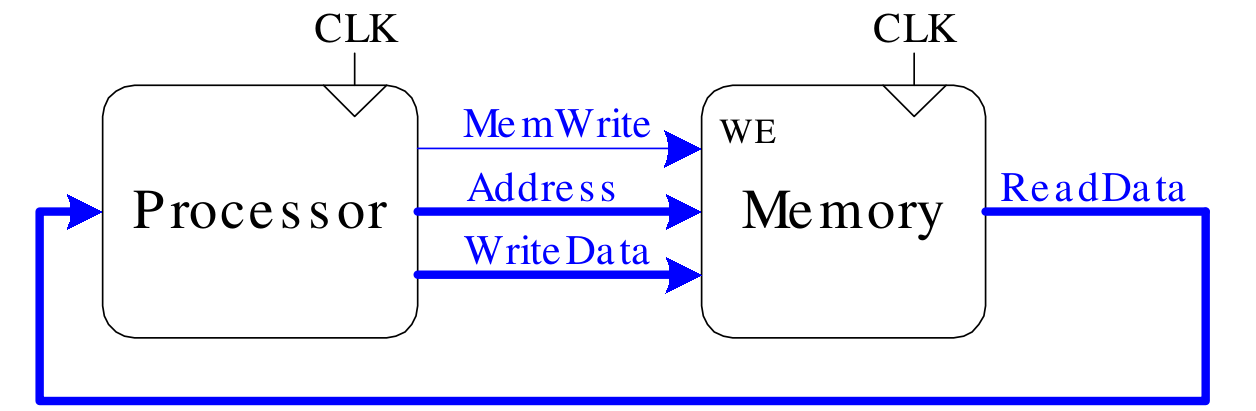 CLK
CLK
MemWrite
WE
Processor
Address
Memory
ReadData
WriteData